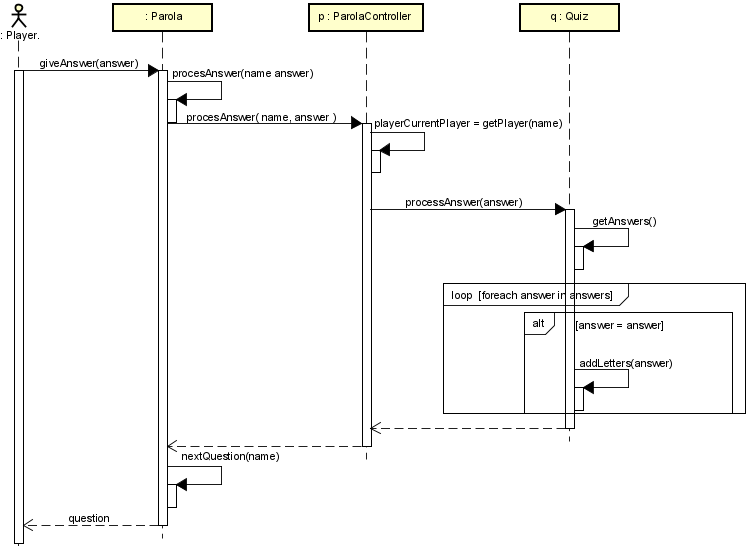 : Parola
p : ParolaController
q : Quiz
: Player.
giveAnswer(answer)
procesAnswer(name answer)
procesAnswer( name, answer )
playerCurrentPlayer = getPlayer(name)
processAnswer(answer)
getAnswers()
loop [foreach answer in answers]
alt [answer = answer]
addLetters(answer)
nextQuestion(name)
question